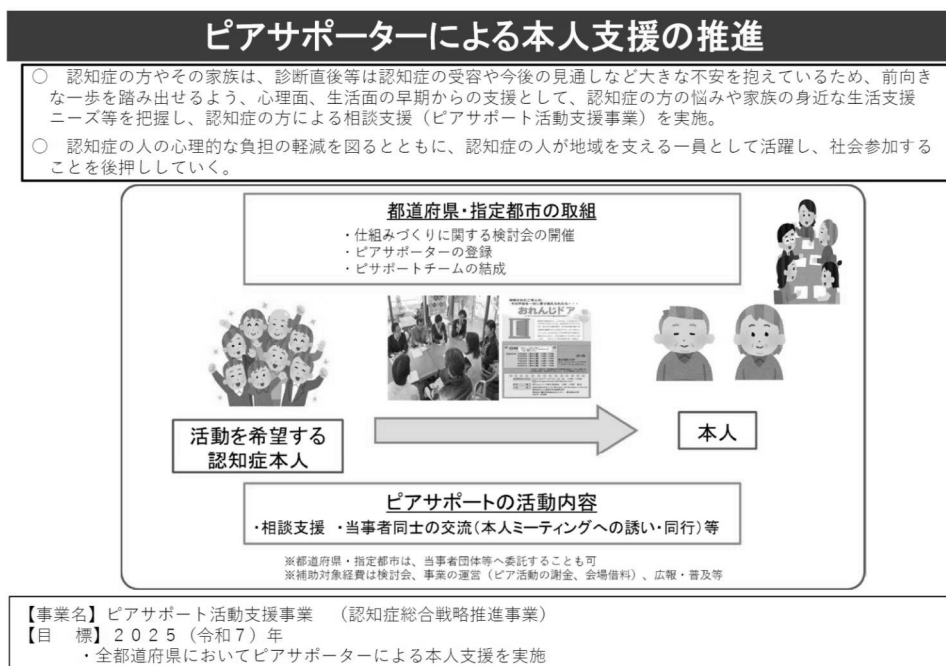 ピアサポーターによる本人支援の推進
○　認知症の方やその家族は、診断直後等は認知症の受容や今後の見通しなど大きな不安を抱えているため、前向き
な一歩を踏み出せるよう、心理面、生活面の早期からの支援として、認知症の方の悩みや家族の身近な生活支援
ニーズ等を把握し、認知症の方による相談支援（ピアサポート活動支援事業）を実施。
○　認知症の人の心理的な負担の軽減を図るとともに、認知症の人が地域を支える一員として活躍し、社会参加する
ことを後押ししていく。
都道府県・指定都市の取組
・仕組みづくりに関する検討会の開催
・ピアサポーターの登録
・ピサポートチームの結成
おれんじドア
活動を希望する
認知症本人
本人
ピアサポートの活動内容
・相談支援 ・当事者同士の交流（本人ミーティングへの誘い・同行）等
※都道府県・指定都市は、当事者団体等へ委託することも可
※補助対象経費は検討会、事業の運営（ピア活動の謝金、会場借料）、広報・普及等
【事業名】ピアサポート活動支援事業　（認知症総合戦略推進事業）
【目　標】２０２５（令和７）年
・全都道府県においてピアサポーターによる本人支援を実施